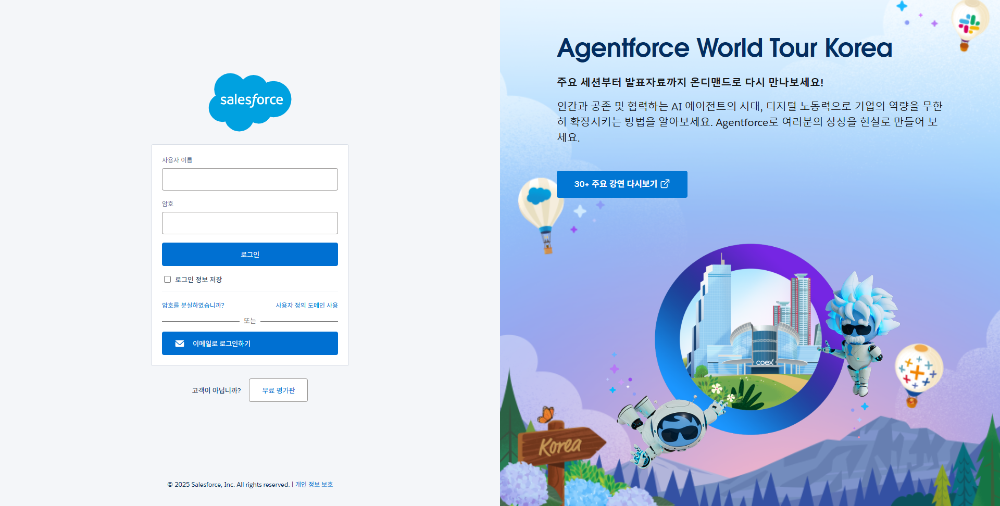 salesforce
사용자 이름
암호
로그인
로그인 정보 저장
암호를 분실하였습니까?
사용자 정의 도메인 사용
또는
이메일로 로그인하기
고객이 아닙니까?
무료 평가판
© 2025 Salesforce, Inc. All rights reserved. | 개인 정보 보호
Agentforce World Tour Korea
주요 세션부터 발표자료까지 온디맨드로 다시 만나보세요!
인간과 공존 및 협력하는 AI 에이전트의 시대, 디지털 노동력으로 기업의 역량을 무한
히 확장시키는 방법을 알아보세요. Agentforce로 여러분의 상상을 현실로 만들어 보
세요.
30+ 주요 강연 다시보기
coex
Korea